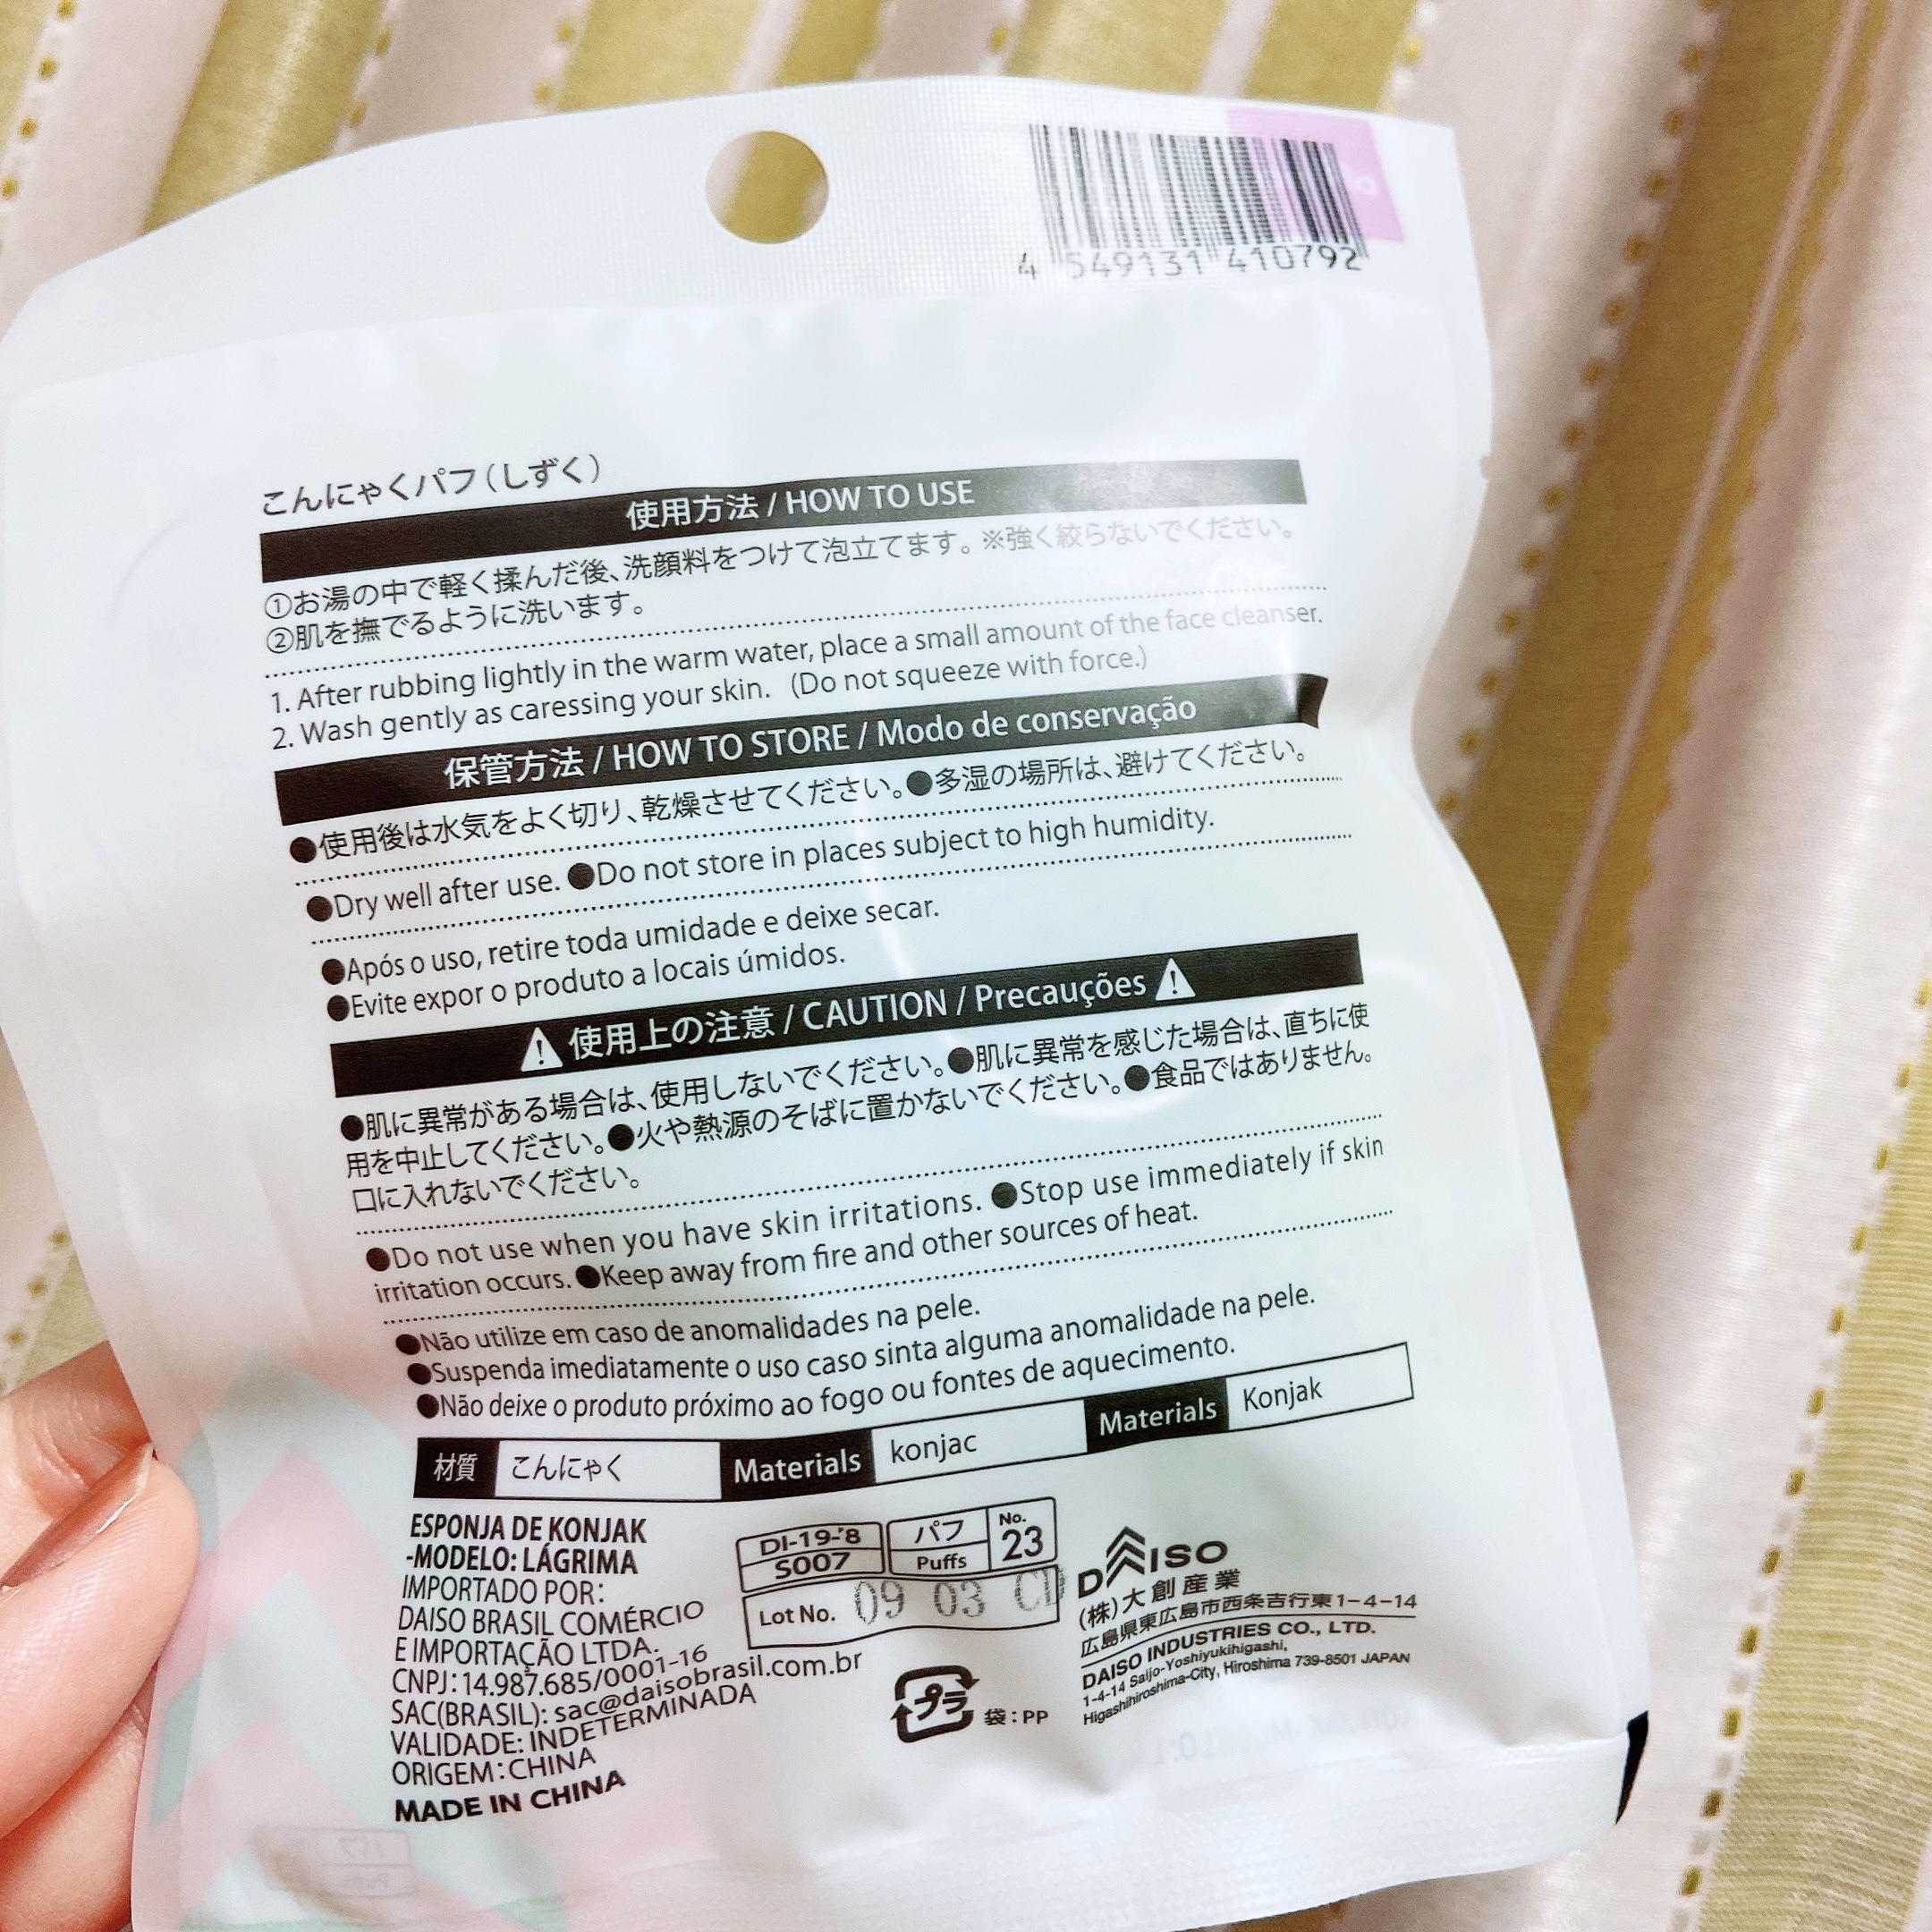 4 549131 410792
こんにゃくパフ(しずく)
使用方法 / HOW TO USE
①お湯の中で軽く揉んだ後、洗顔料をつけて泡立てます。※強く絞らないでください。
②肌を撫でるように洗います。
1. After rubbing lightly in the warm water, place a small amount of the face cleanser.
2. Wash gently as caressing your skin. (Do not squeeze with force.)
保管方法 / HOW TO STORE / Modo de conservação
●使用後は水気をよく切り、乾燥させてください。●多湿の場所は、避けてください。
●Dry well after use. ●Do not store in places subject to high humidity.
●Após o uso, retire toda umidade e deixe secar.
●Evite expor o produto a locais úmidos.
⚠使用上の注意 / CAUTION / Precauções⚠
●肌に異常がある場合は、使用しないでください。●肌に異常を感じた場合は、直ちに使
用を中止してください。●火や熱源のそばに置かないでください。●食品ではありません。
口に入れないでください。
●Do not use when you have skin irritations. ●Stop use immediately if skin
irritation occurs. ●Keep away from fire and other sources of heat.
●Não utilize em caso de anomalidades na pele.
●Suspenda imediatamente o uso caso sinta alguma anomalidade na pele.
●Não deixe o produto próximo ao fogo ou fontes de aquecimento.
材質 こんにゃく Materials konjac Materials Konjak
ESPONJA DE KONJAK
-MODELO: LÁGRIMA
IMPORTADO POR:
DAISO BRASIL COMÉRCIO
E IMPORTAÇÃO LTDA.
CNPJ: 14.987.685/0001-16
SAC(BRASIL): sac@daisobrasil.com.br
VALIDADE: INDETERMINADA
ORIGEM: CHINA
MADE IN CHINA
DI-19-'8
S007
パフ
Puffs
No.
23
Lot No. 09 03 CD
プラ
袋:PP
DAISO
(株)大創産業
広島県東広島市西条吉行東1-4-14
DAISO INDUSTRIES CO., LTD.
1-4-14 Saijo-Yoshiyukihigashi,
Higashihiroshima-City, Hiroshima 739-8501 JAPAN